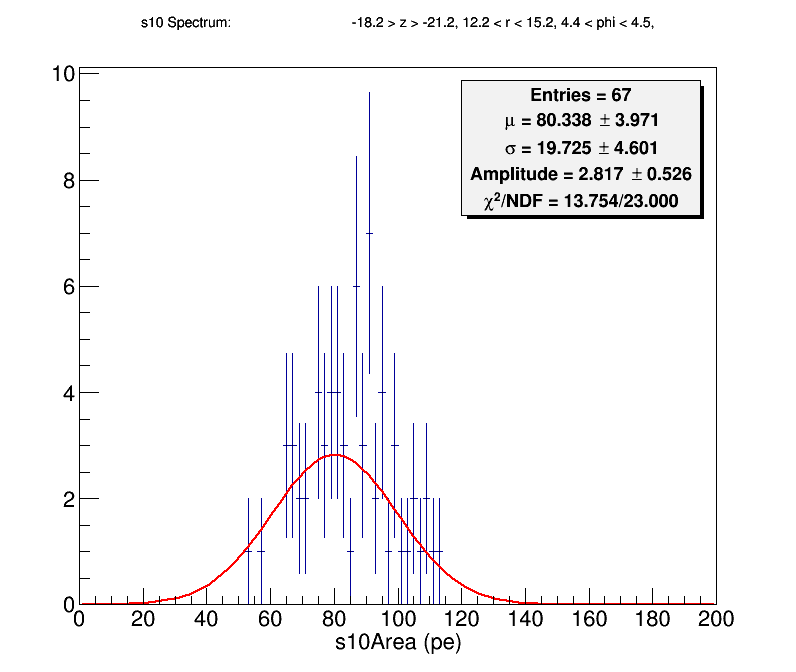 s10 Spectrum: -18.2 > z > -21.2, 12.2 < r < 15.2, 4.4 < phi < 4.5,
Entries = 67
μ = 80.338 ± 3.971
σ = 19.725 ± 4.601
Amplitude = 2.817 ± 0.526
χ²/NDF = 13.754/23.000
10
8
6
4
2
0
0 20 40 60 80 100 120 140 160 180 200
s10Area (pe)